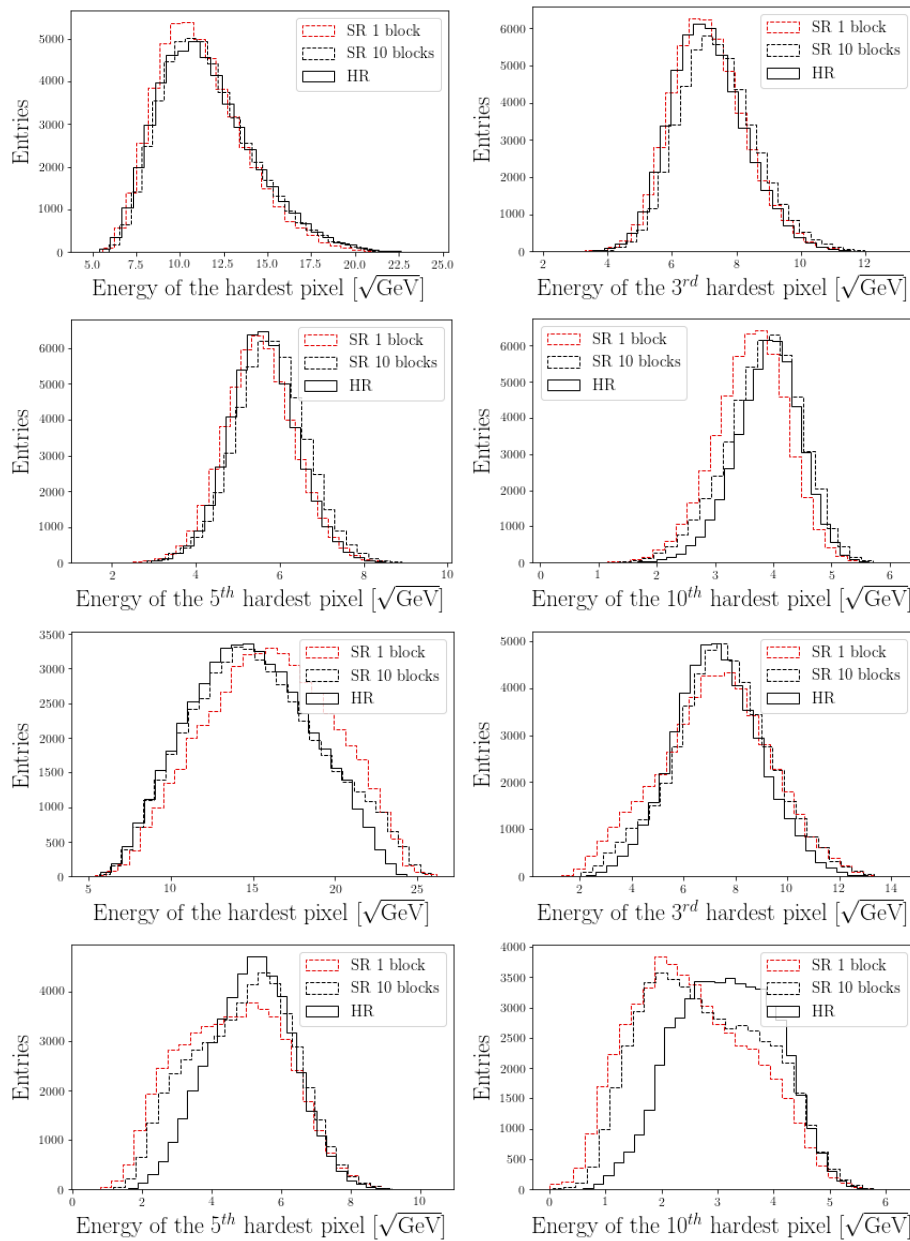 SR 1 block
SR 10 blocks
HR
Entries
5000
4000
3000
2000
1000
0
5.0 7.5 10.0 12.5 15.0 17.5 20.0 22.5 25.0
Energy of the hardest pixel [√GeV]
SR 1 block
SR 10 blocks
HR
Entries
6000
5000
4000
3000
2000
1000
0
2 4 6 8 10 12
Energy of the 3rd hardest pixel [√GeV]
SR 1 block
SR 10 blocks
HR
Entries
6000
5000
4000
3000
2000
1000
0
2 4 6 8 10
Energy of the 5th hardest pixel [√GeV]
SR 1 block
SR 10 blocks
HR
Entries
6000
5000
4000
3000
2000
1000
0
0 1 2 3 4 5 6
Energy of the 10th hardest pixel [√GeV]
SR 1 block
SR 10 blocks
HR
Entries
3500
3000
2500
2000
1500
1000
500
0
5 10 15 20 25
Energy of the hardest pixel [√GeV]
SR 1 block
SR 10 blocks
HR
Entries
5000
4000
3000
2000
1000
0
2 4 6 8 10 12 14
Energy of the 3rd hardest pixel [√GeV]
SR 1 block
SR 10 blocks
HR
Entries
4000
3000
2000
1000
0
0 2 4 6 8 10
Energy of the 5th hardest pixel [√GeV]
SR 1 block
SR 10 blocks
HR
Entries
4000
3500
3000
2500
2000
1500
1000
500
0
0 1 2 3 4 5 6
Energy of the 10th hardest pixel [√GeV]